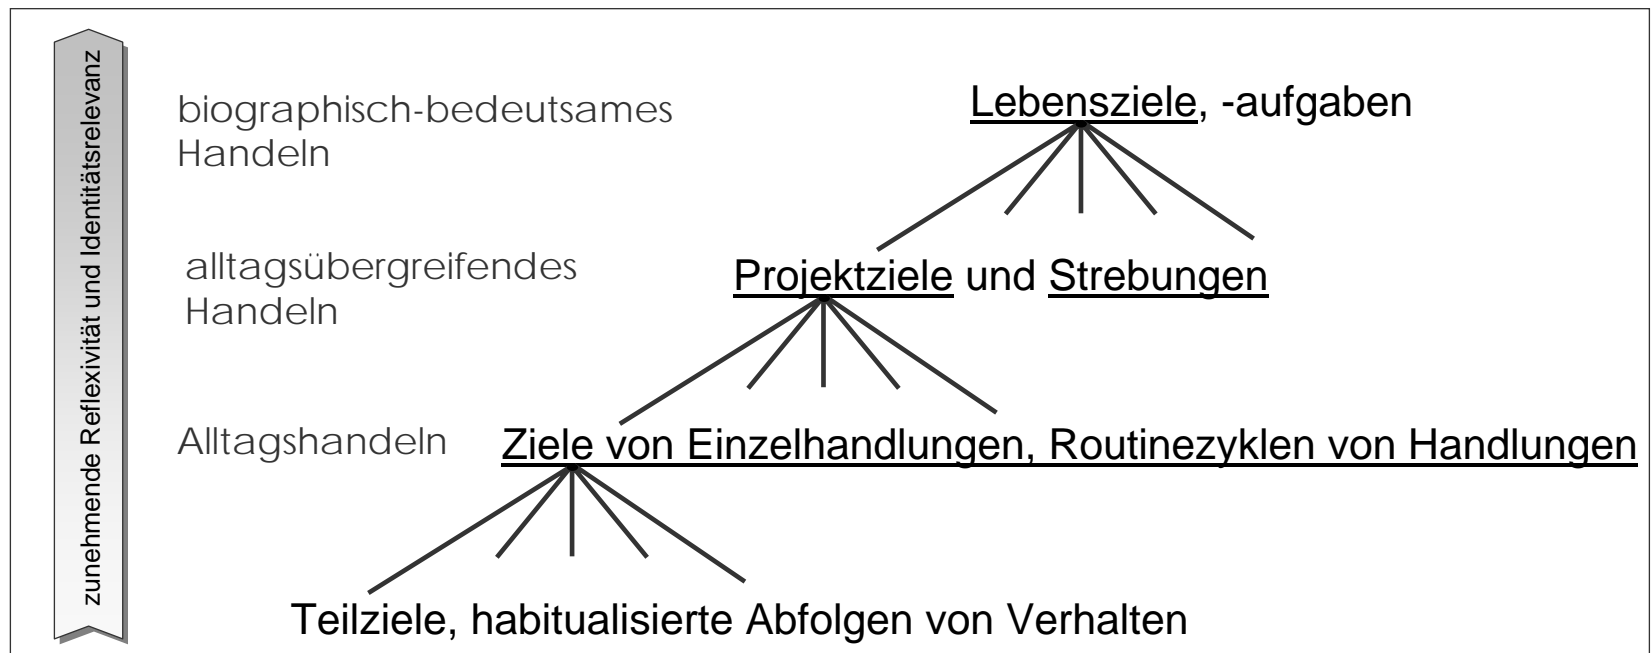 zunehmende Reflexivität und Identitätsrelevanz
biographisch-bedeutsames
Handeln
Lebensziele, -aufgaben
alltagsübergreifendes
Handeln
Projektziele und Strebungen
Alltagshandeln
Ziele von Einzelhandlungen, Routinezyklen von Handlungen
Teilziele, habitualisierte Abfolgen von Verhalten